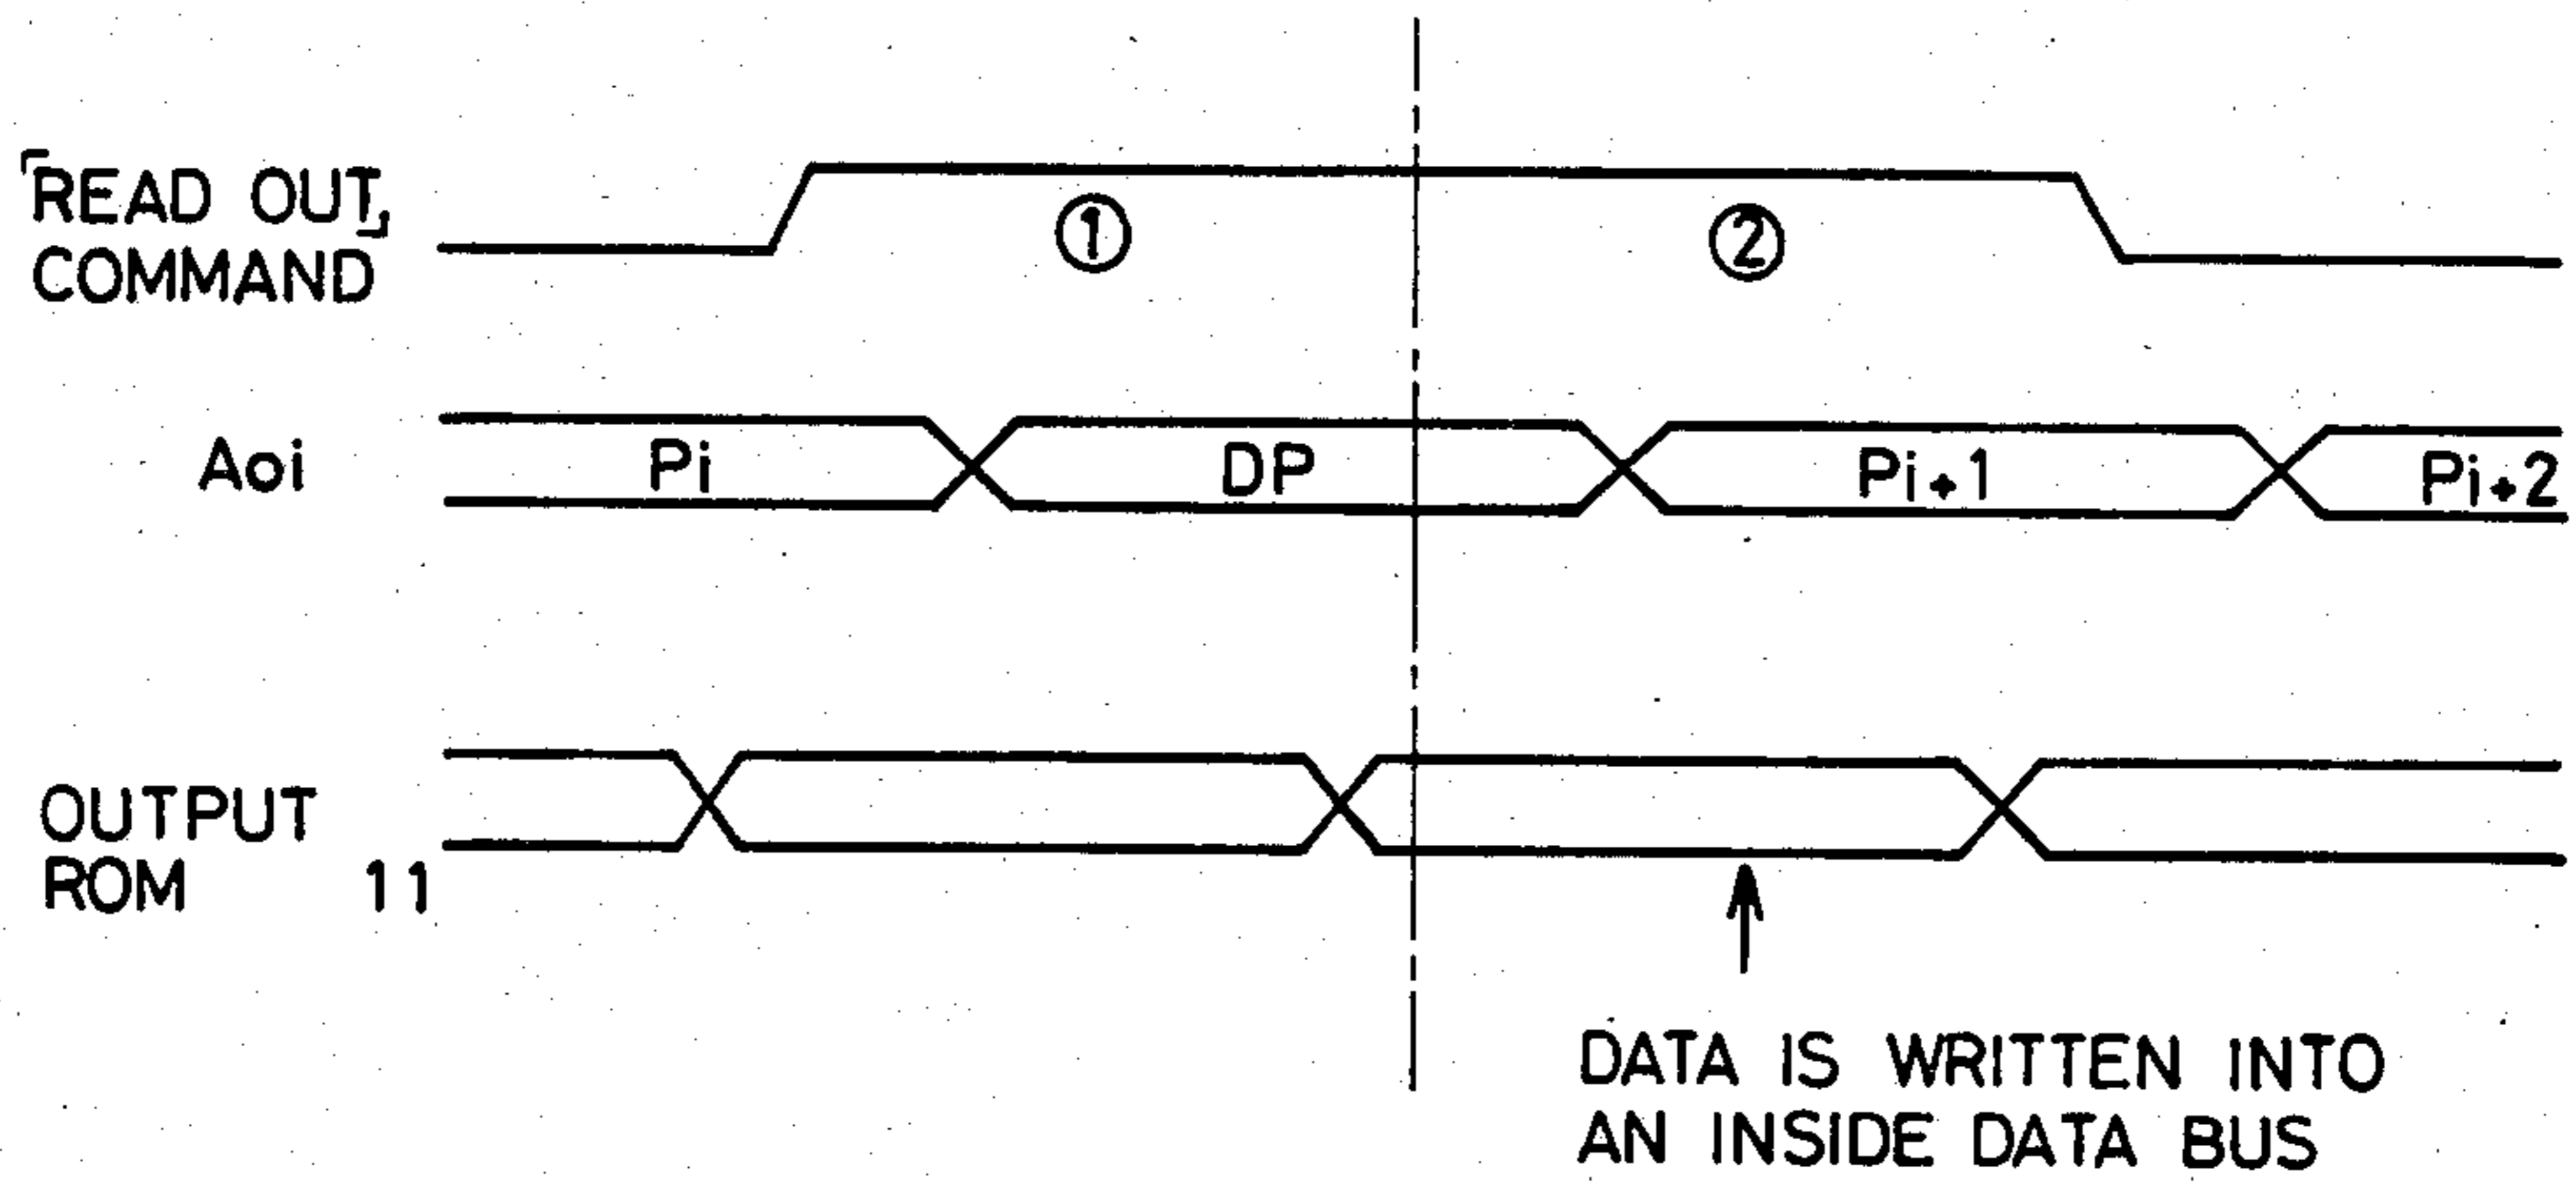 「READ OUT」
COMMAND
①
②
Aoi
Pi
DP
Pi+1
Pi+2
OUTPUT
ROM 11
DATA IS WRITTEN INTO
AN INSIDE DATA BUS